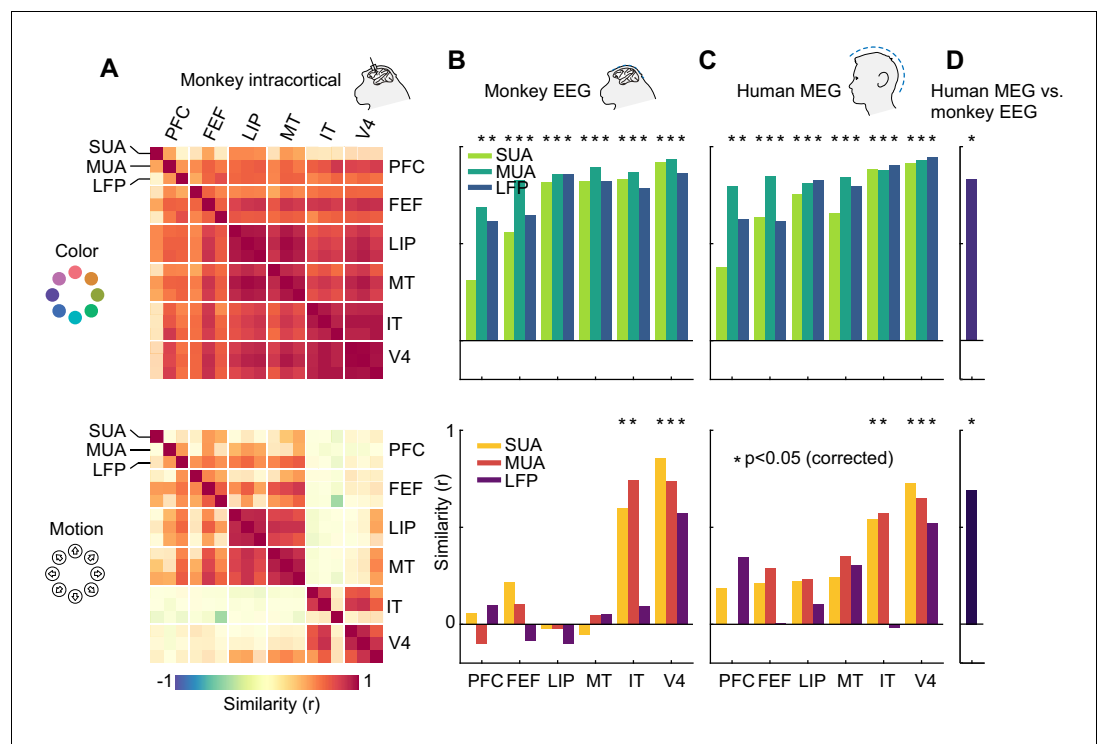 A
Monkey intracortical
PFC FEF LIP MT IT V4
SUA
MUA
LFP
PFC
FEF
LIP
MT
IT
V4
Color
B
Monkey EEG
** *** *** *** *** ***
SUA
MUA
LFP
C
Human MEG
** *** *** *** *** ***
D
Human MEG vs.
monkey EEG
*
SUA
MUA
LFP
PFC
FEF
LIP
MT
IT
V4
Motion
-1 1
Similarity (r)
1
0
Similarity (r)
** ***
SUA
MUA
LFP
PFC FEF LIP MT IT V4
** ***
* p<0.05 (corrected)
PFC FEF LIP MT IT V4
*